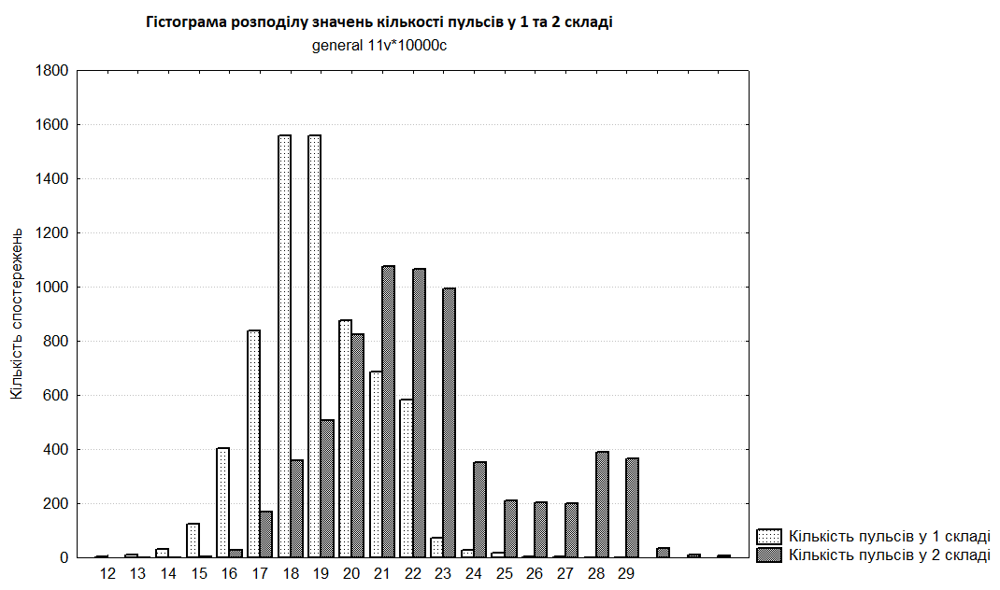 Гістограма розподілу значень кількості пульсів у 1 та 2 складі
general 11v*10000c
1800
1600
1400
1200
1000
800
600
400
200
0
Кількість спостережень
12 13 14 15 16 17 18 19 20 21 22 23 24 25 26 27 28 29
Кількість пульсів у 1 складі
Кількість пульсів у 2 складі